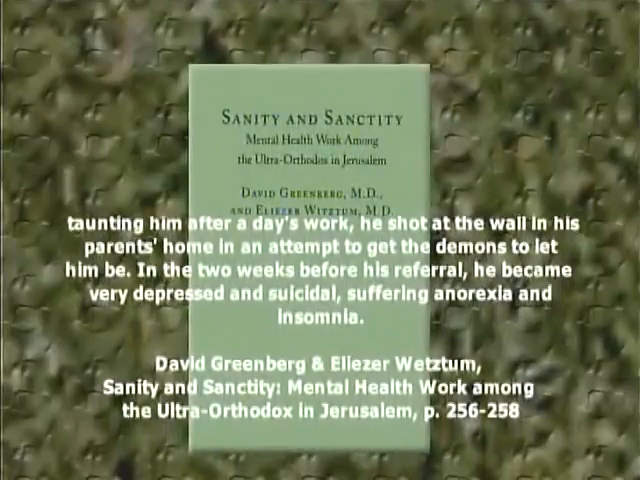 SANITY AND SANCTITY
Mental Health Work Among
the Ultra-Orthodox in Jerusalem
DAVID GREENBERG, M.D.,
AND ELIEZER WITZTUM, M.D.
taunting him after a day's work, he shot at the wall in his
parents' home in an attempt to get the demons to let
him be. In the two weeks before his referral, he became
very depressed and suicidal, suffering anorexia and
insomnia.
David Greenberg & Eliezer Wetztum,
Sanity and Sanctity: Mental Health Work among
the Ultra-Orthodox in Jerusalem, p. 256-258